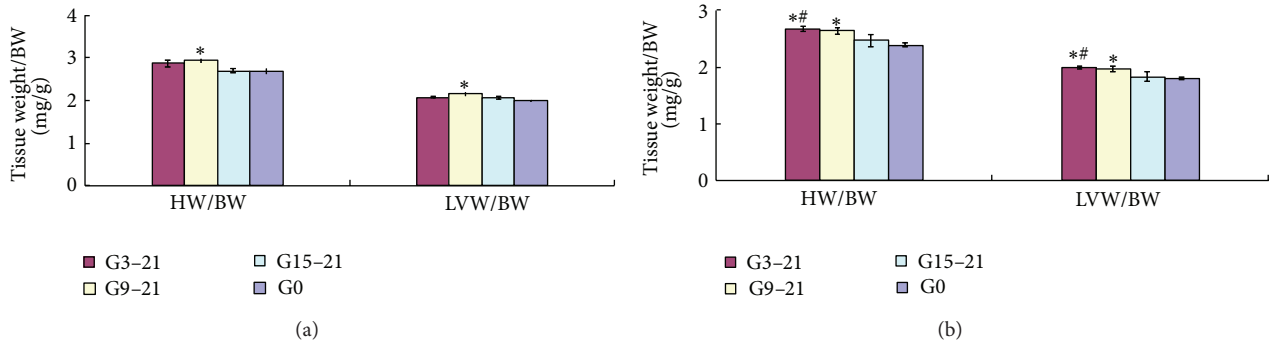 4
3
2
1
0
Tissue weight/BW
(mg/g)
*
*
HW/BW
LVW/BW
G3–21
G15–21
G9–21
G0
(a)
3
2
1
0
Tissue weight/BW
(mg/g)
*#
*
*#
*
HW/BW
LVW/BW
G3–21
G15–21
G9–21
G0
(b)